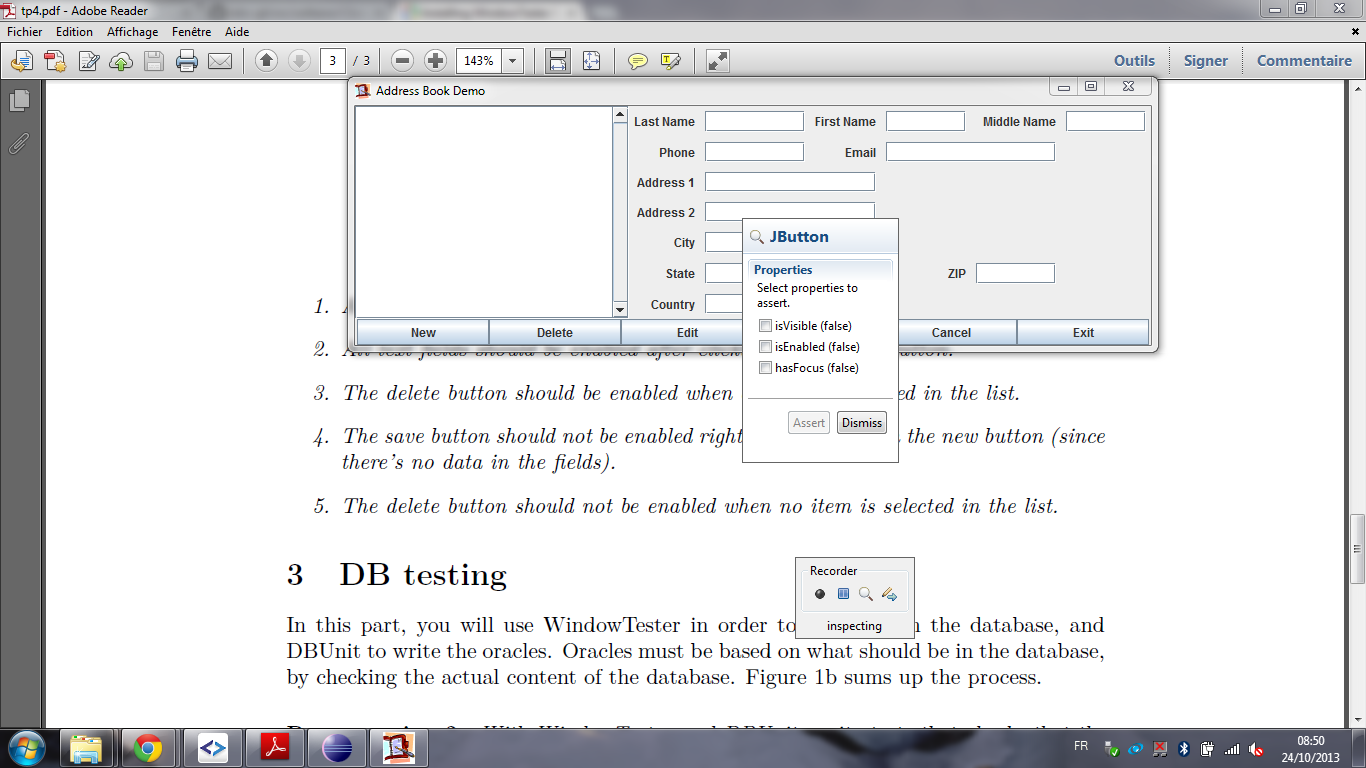 tp4.pdf - Adobe Reader
Fichier Edition Affichage Fenêtre Aide
3 / 3 143% Outils Signer Commentaire
Address Book Demo
Last Name First Name Middle Name
Phone Email
Address 1
Address 2
City
State ZIP
Country
New Delete Edit Cancel Exit
JButton
Properties
Select properties to
assert.
isVisible (false)
isEnabled (false)
hasFocus (false)
Assert Dismiss
1.
2. All text fields should be enabled after button.
3. The delete button should be enabled when in the list.
4. The save button should not be enabled right the new button (since
there's no data in the fields).
5. The delete button should not be enabled when no item is selected in the list.
3 DB testing
Recorder
inspecting
In this part, you will use WindowTester in order to the database, and
DBUnit to write the oracles. Oracles must be based on what should be in the database,
by checking the actual content of the database. Figure 1b sums up the process.
FR
08:50
24/10/2013